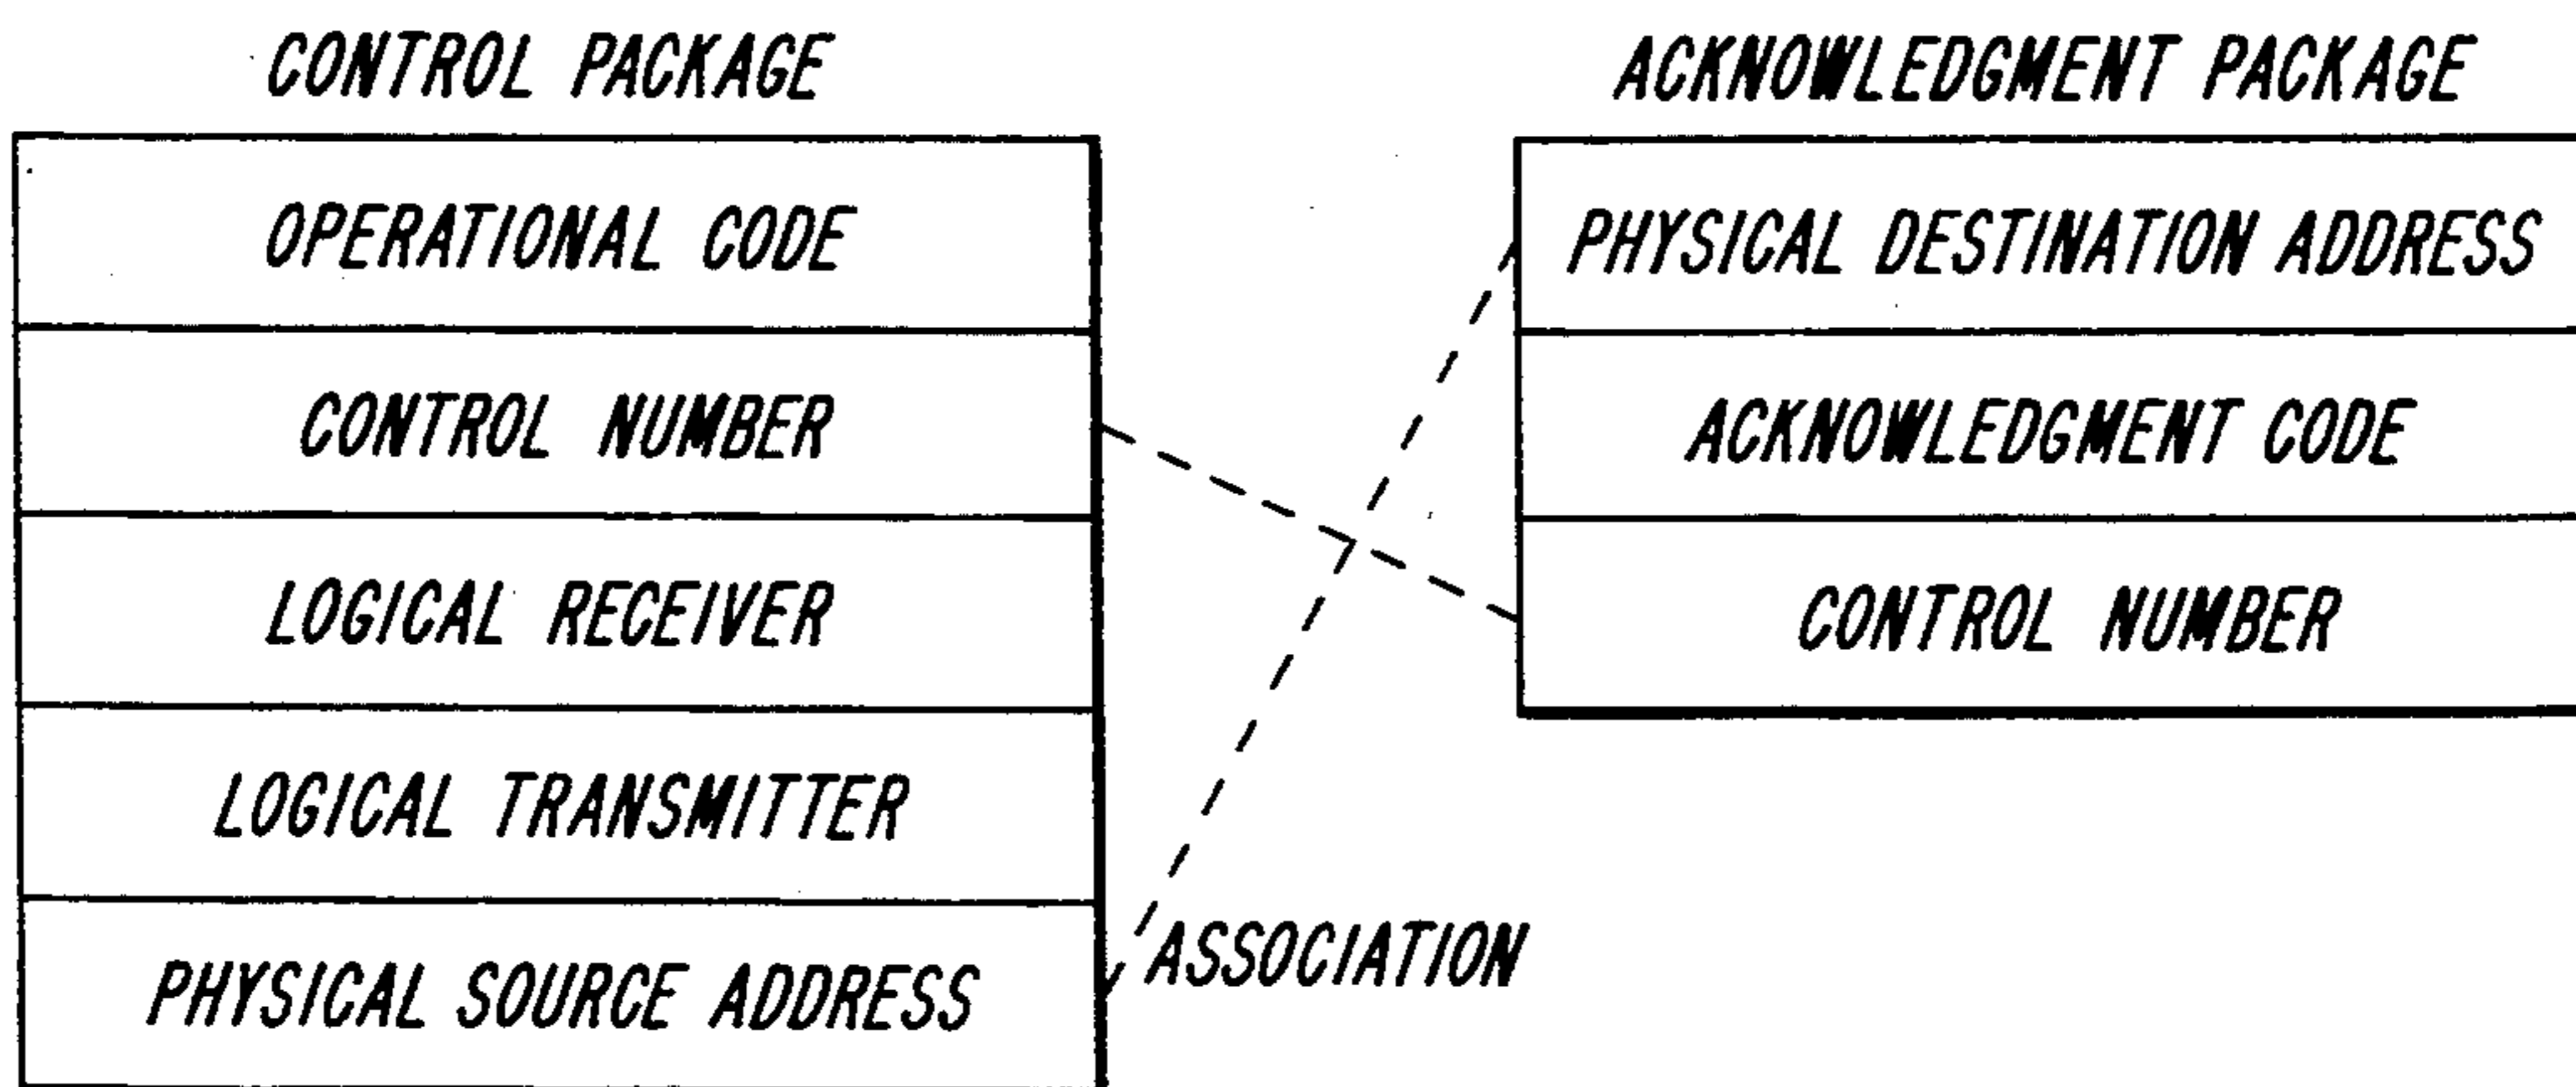 CONTROL PACKAGE
OPERATIONAL CODE
CONTROL NUMBER
LOGICAL RECEIVER
LOGICAL TRANSMITTER
PHYSICAL SOURCE ADDRESS
ASSOCIATION
ACKNOWLEDGMENT PACKAGE
PHYSICAL DESTINATION ADDRESS
ACKNOWLEDGMENT CODE
CONTROL NUMBER